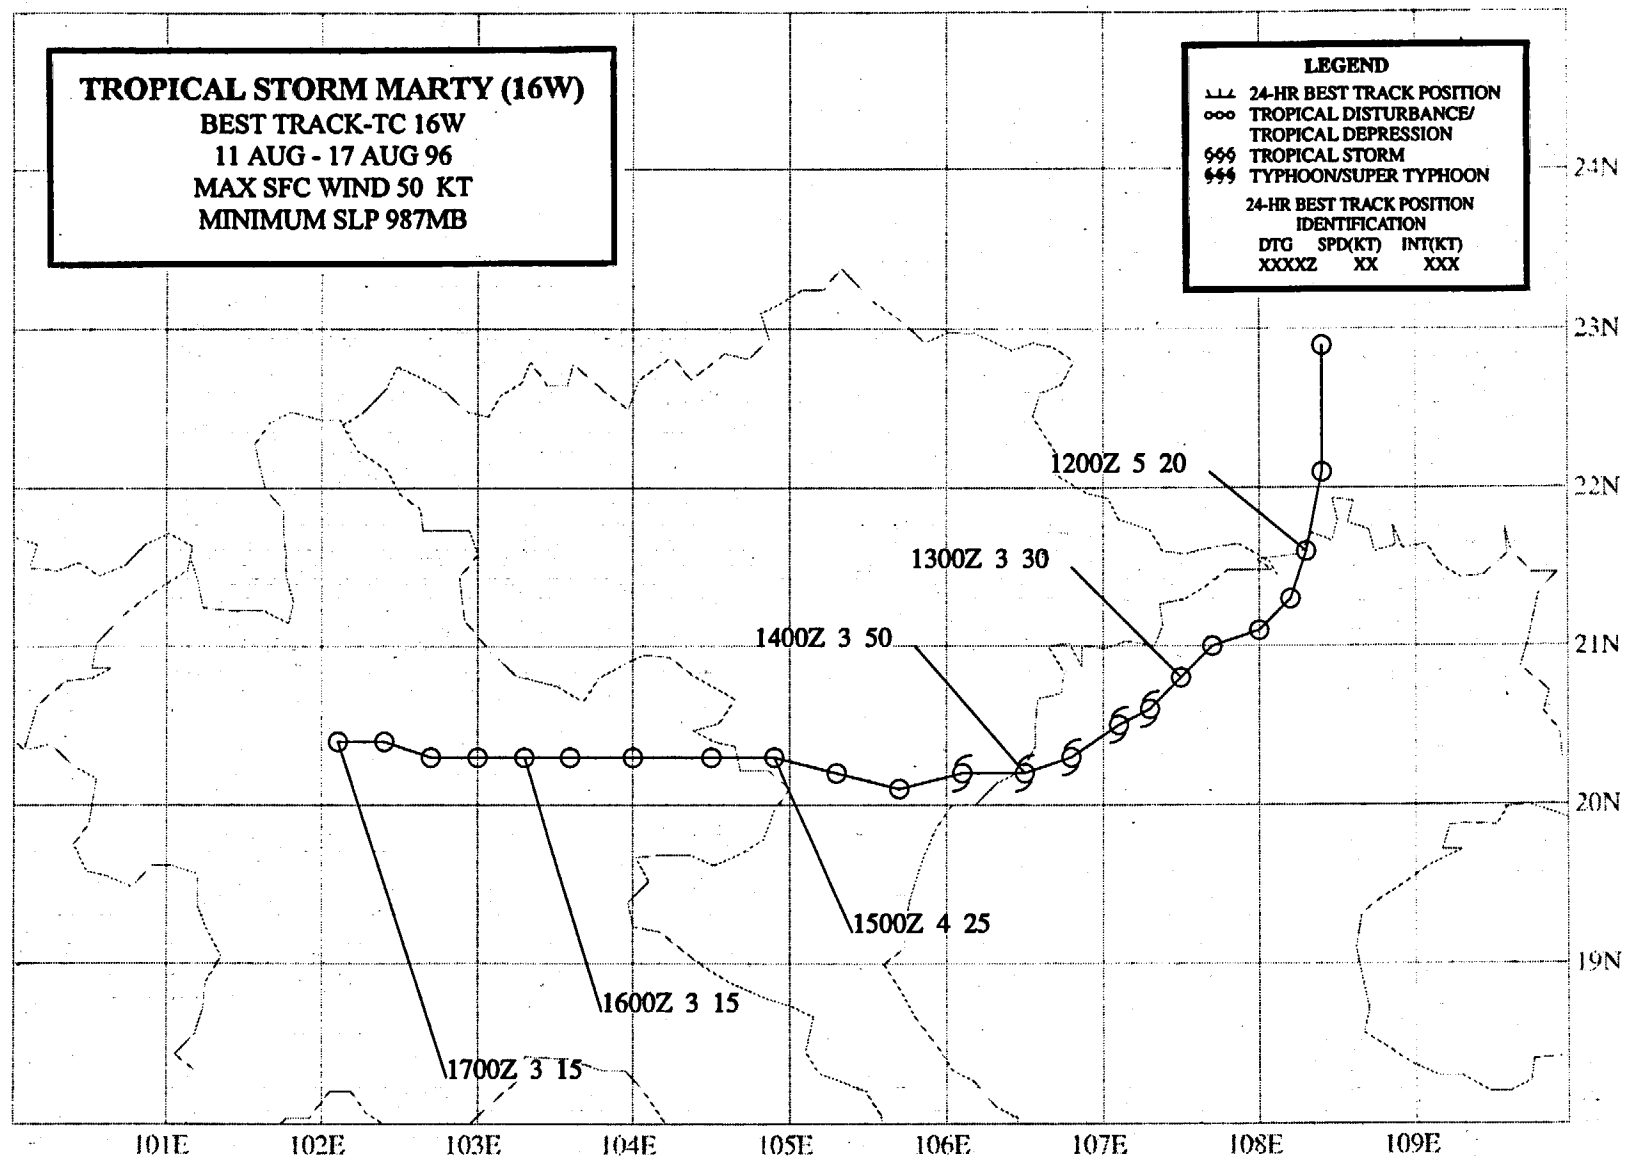 TROPICAL STORM MARTY (16W)
BEST TRACK-TC 16W
11 AUG - 17 AUG 96
MAX SFC WIND 50 KT
MINIMUM SLP 987MB
LEGEND
24-HR BEST TRACK POSITION
TROPICAL DISTURBANCE/
TROPICAL DEPRESSION
TROPICAL STORM
TYPHOON/SUPER TYPHOON
24-HR BEST TRACK POSITION
IDENTIFICATION
DTG SPD(KT) INT(KT)
XXXXZ XX XXX
24N
23N
1200Z 5 20
22N
1300Z 3 30
1400Z 3 50
21N
20N
1500Z 4 25
19N
1600Z 3 15
1700Z 3 15
101E 102E 103E 104E 105E 106E 107E 108E 109E